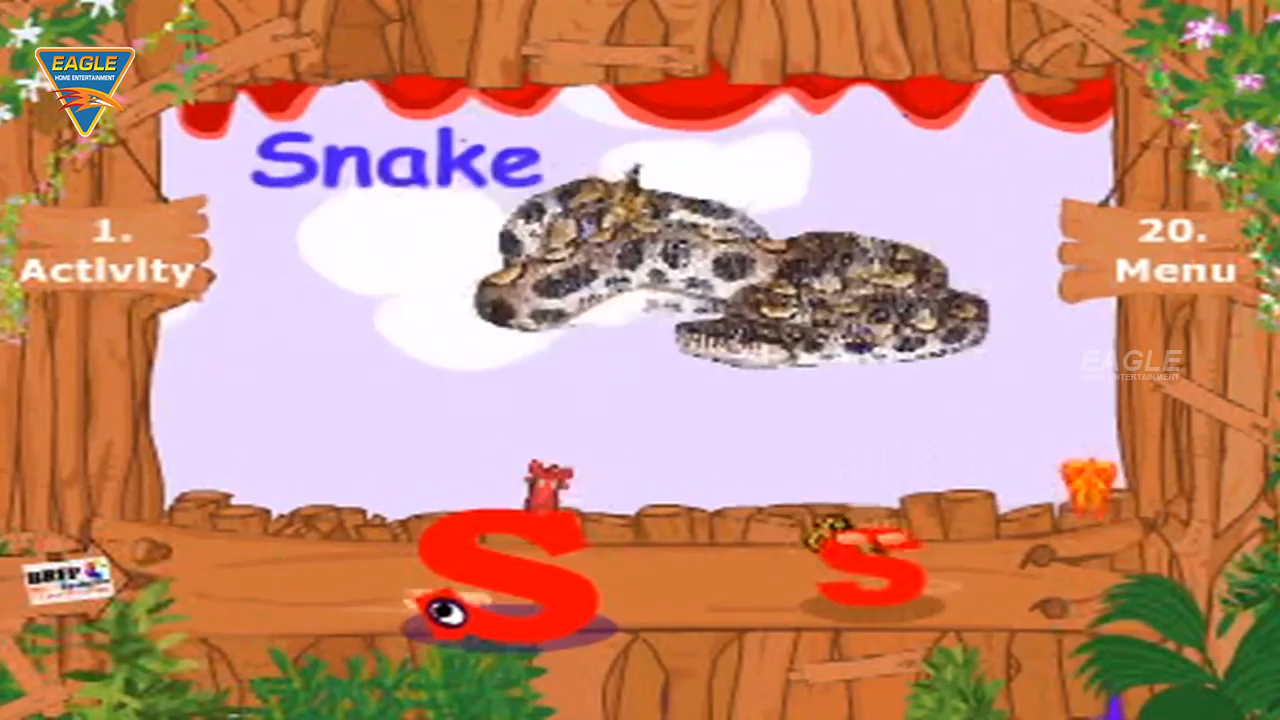 EAGLE
HOME ENTERTAINMENT
Snake
1.
Activity
20.
Menu
EAGLE
HOME ENTERTAINMENT
S s